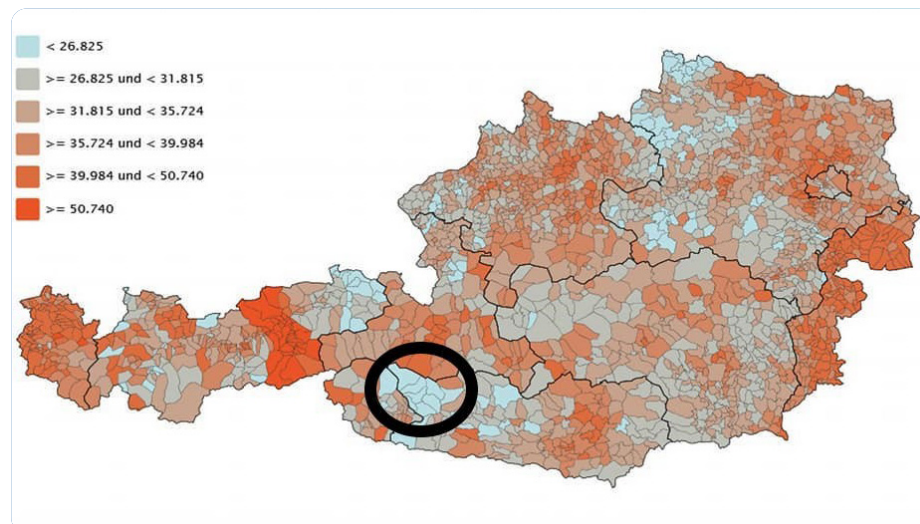 < 26.825
>= 26.825 und < 31.815
>= 31.815 und < 35.724
>= 35.724 und < 39.984
>= 39.984 und < 50.740
>= 50.740